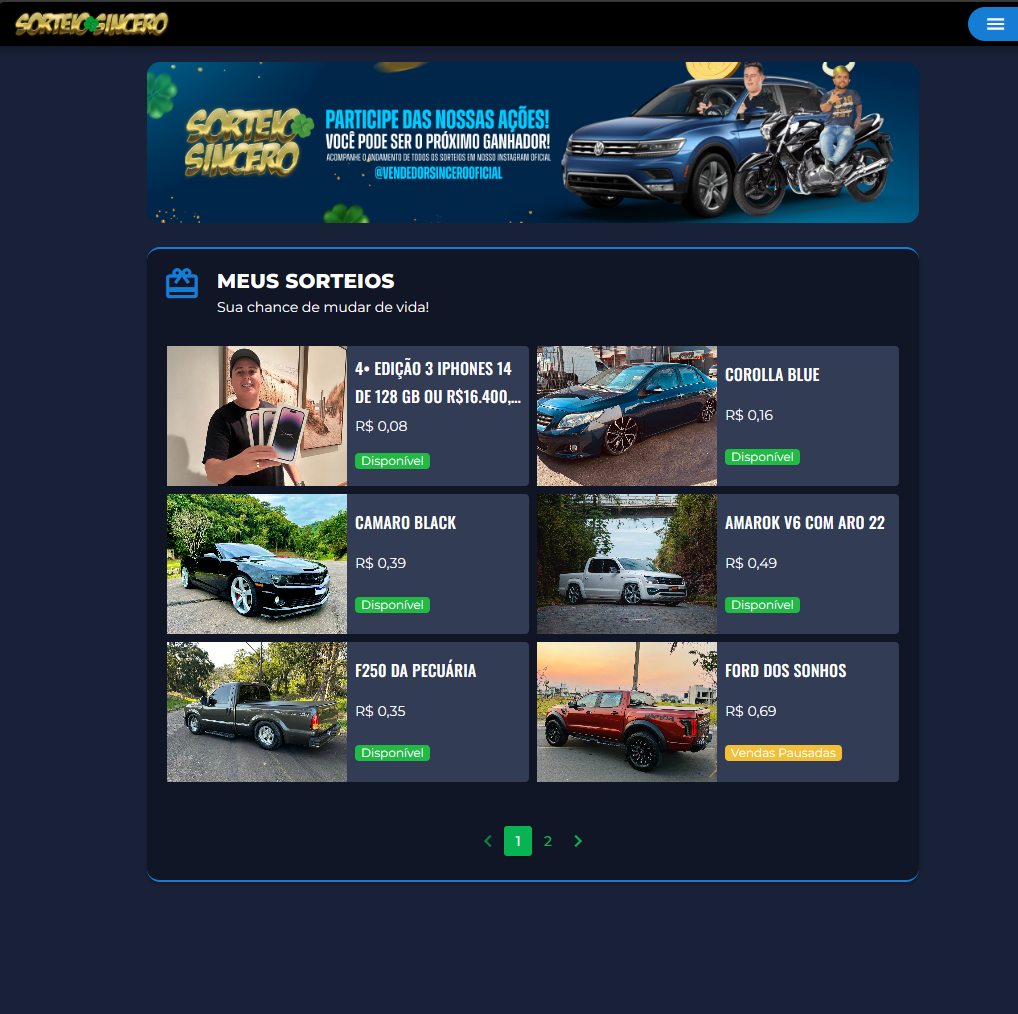 SORTEIO SINCERO
SORTEIO
SINCERO
PARTICIPE DAS NOSSAS AÇÕES!
VOCÊ PODE SER O PRÓXIMO GANHADOR!
ACOMPANHE O ANDAMENTO DE TODOS OS SORTEIOS EM NOSSO INSTAGRAM OFICIAL
@VENDEDORSINCEROOFICIAL
MEUS SORTEIOS
Sua chance de mudar de vida!
4• EDIÇÃO 3 IPHONES 14
DE 128 GB OU R$16.400,...
R$ 0,08
Disponível
COROLLA BLUE
R$ 0,16
Disponível
CAMARO BLACK
R$ 0,39
Disponível
AMAROK V6 COM ARO 22
R$ 0,49
Disponível
F250 DA PECUÁRIA
R$ 0,35
Disponível
FORD DOS SONHOS
R$ 0,69
Vendas Pausadas
1 2